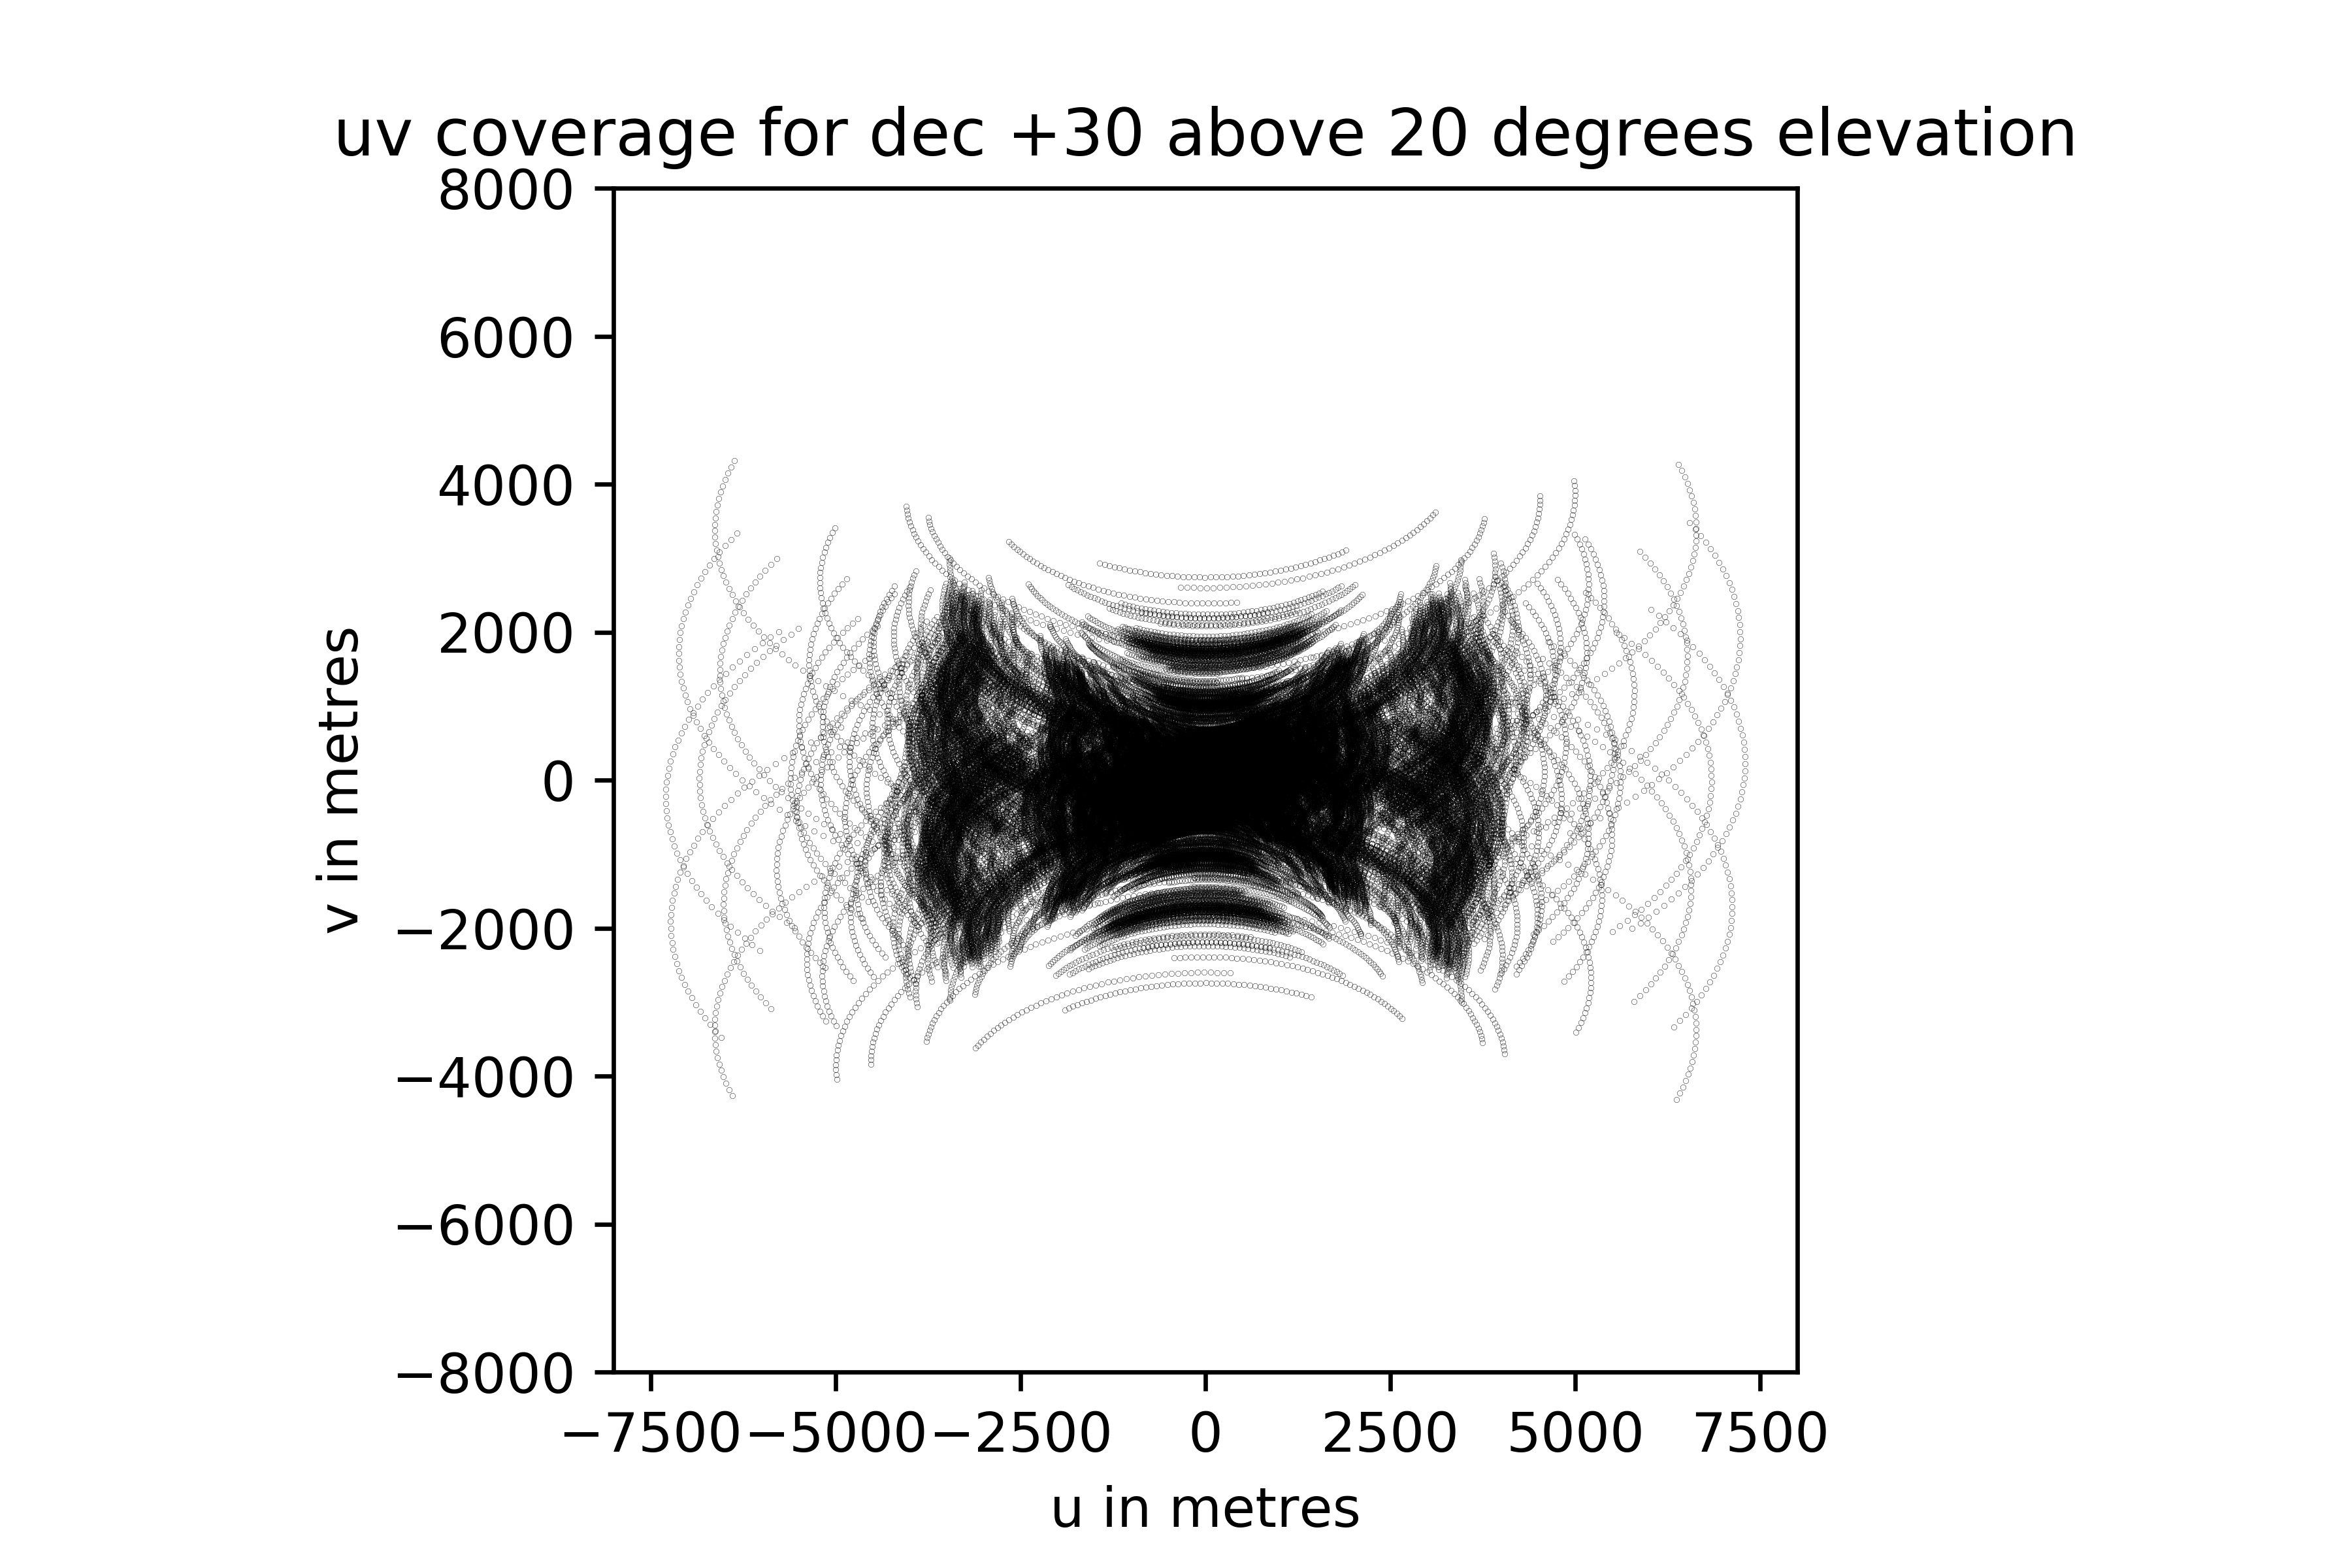 uv coverage for dec +30 above 20 degrees elevation
8000
6000
4000
2000
0
−2000
−4000
−6000
−8000
v in metres
−7500 −5000 −2500 0 2500 5000 7500
u in metres